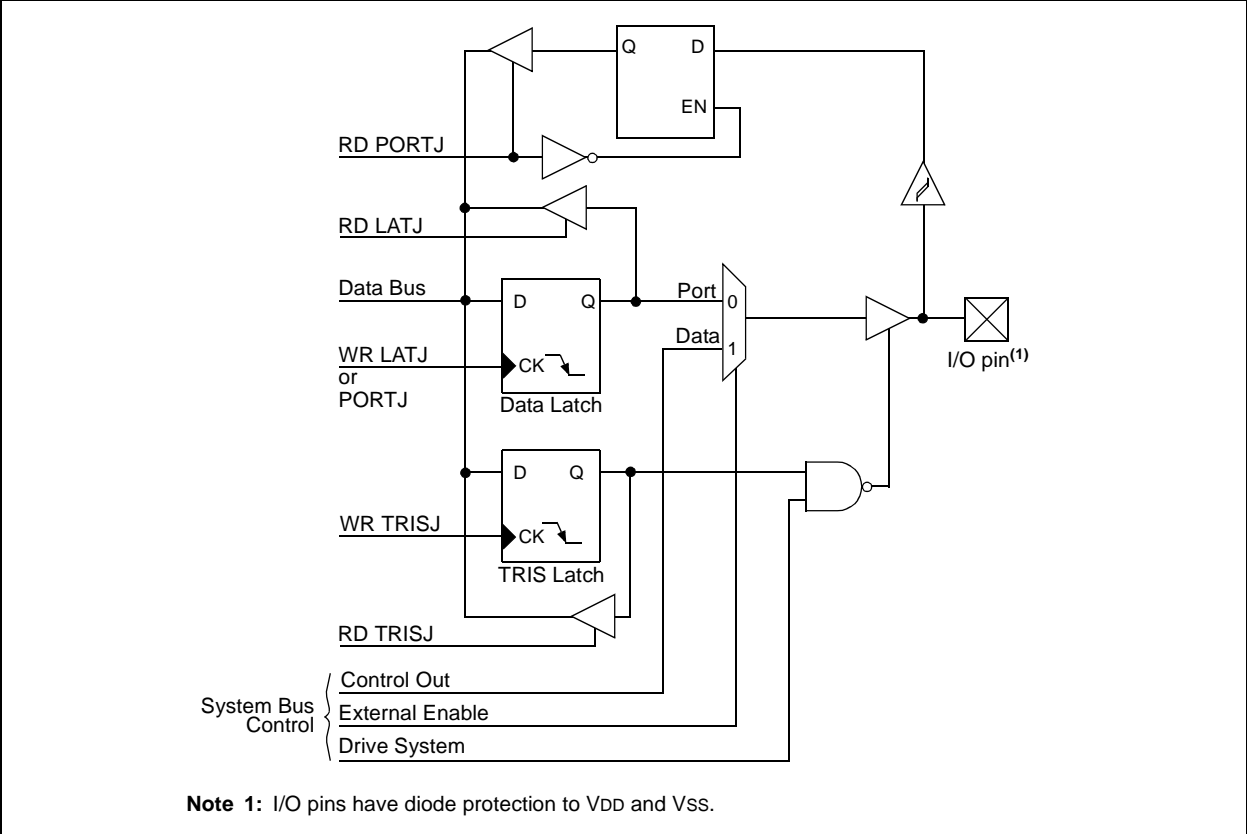 Q D
EN
RD PORTJ
RD LATJ
Data Bus
D Q
Port 0
Data 1
WR LATJ
or
PORTJ
CK
Data Latch
I/O pin(1)
D Q
WR TRISJ
CK
TRIS Latch
RD TRISJ
System Bus
Control
Control Out
External Enable
Drive System
Note 1: I/O pins have diode protection to VDD and VSS.